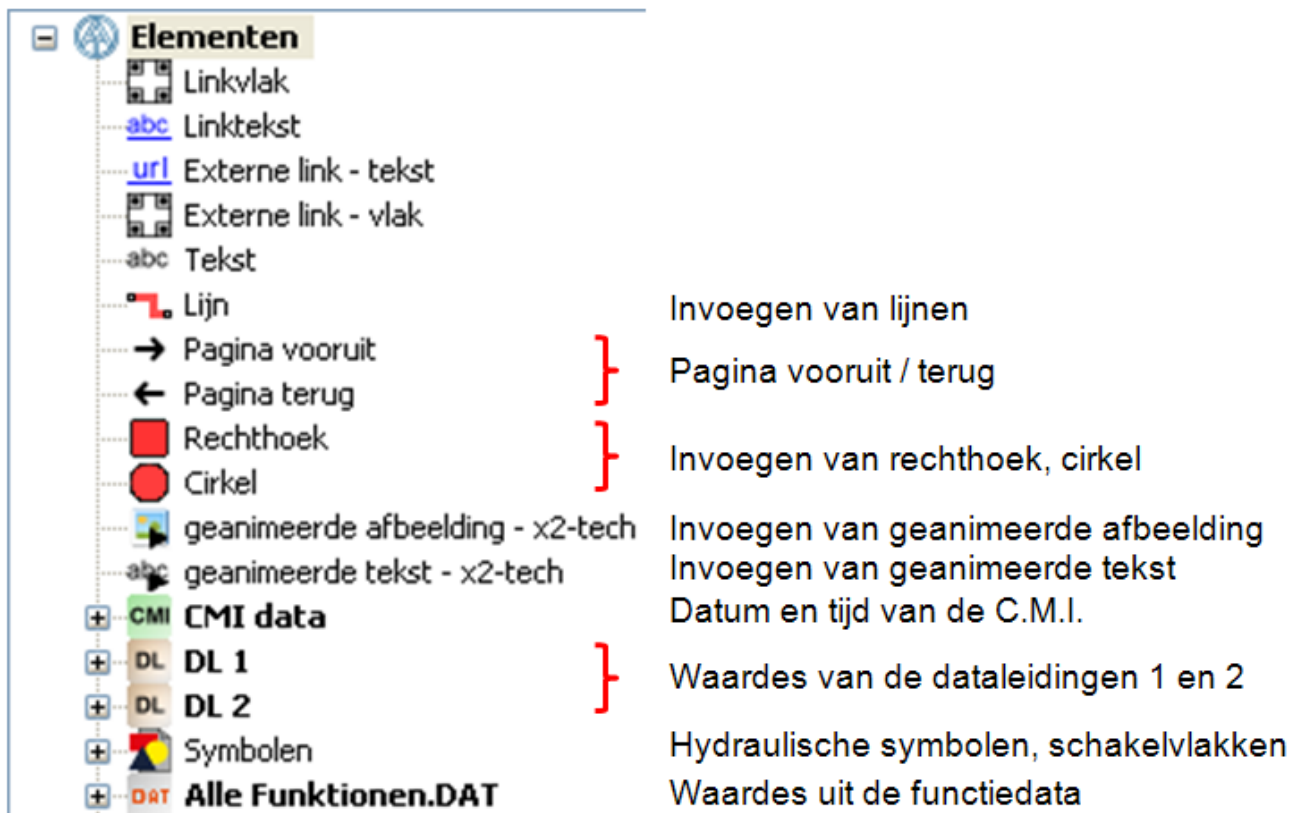 Elementen
Linkvlak
abc Linktekst
url Externe link - tekst
Externe link - vlak
abc Tekst
Lijn Invoegen van lijnen
Pagina vooruit
Pagina vooruit / terug
Pagina terug
Rechthoek
Invoegen van rechthoek, cirkel
Cirkel
geanimeerde afbeelding - x2-tech Invoegen van geanimeerde afbeelding
abc geanimeerde tekst - x2-tech Invoegen van geanimeerde tekst
CMI CMI data Datum en tijd van de C.M.I.
DL DL 1
Waardes van de dataleidingen 1 en 2
DL DL 2
Symbolen Hydraulische symbolen, schakelvlakken
DAT Alle Funktionen.DAT Waardes uit de functiedata